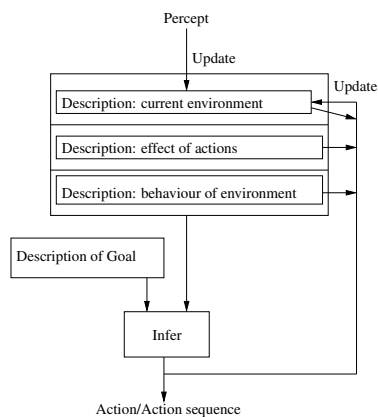 Percept
Update
Update
Description: current environment
Description: effect of actions
Description: behaviour of environment
Description of Goal
Infer
Action/Action sequence